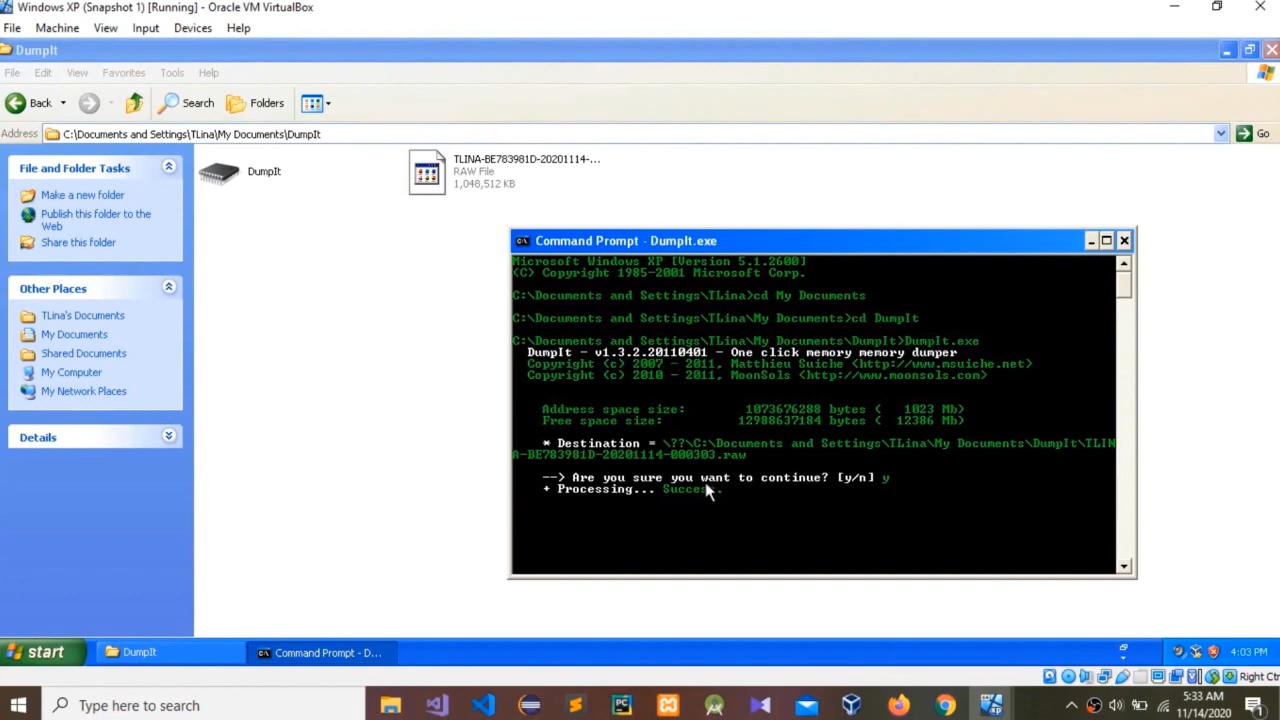 Windows XP (Snapshot 1) [Running] - Oracle VM VirtualBox
File Machine View Input Devices Help
DumpIt
File Edit View Favorites Tools Help
Back Search Folders
Address C:\Documents and Settings\TLina\My Documents\DumpIt Go
File and Folder Tasks
Make a new folder
Publish this folder to the
Web
Share this folder
Other Places
TLina's Documents
My Documents
Shared Documents
My Computer
My Network Places
Details
DumpIt
TLINA-BE783981D-20201114-...
RAW File
1,048,512 KB
Command Prompt - DumpIt.exe
Microsoft Windows XP [Version 5.1.2600]
(C) Copyright 1985-2001 Microsoft Corp.
C:\Documents and Settings\TLina>cd My Documents
C:\Documents and Settings\TLina\My Documents>cd DumpIt
C:\Documents and Settings\TLina\My Documents\DumpIt>DumpIt.exe
DumpIt - v1.3.2.20110401 - One click memory memory dumper
Copyright (c) 2007 - 2011, Matthieu Suiche <http://www.msuiche.net>
Copyright (c) 2010 - 2011, MoonSols <http://www.moonsols.com>
Address space size: 1073676288 bytes ( 1023 Mb)
Free space size: 12988637184 bytes ( 12386 Mb)
* Destination = \??\C:\Documents and Settings\TLina\My Documents\DumpIt\TLIN
A-BE783981D-20201114-000303.raw
--> Are you sure you want to continue? [y/n] y
+ Processing... Success.
start DumpIt Command Prompt - D... 4:03 PM
Right Ctr
Type here to search
5:33 AM
11/14/2020